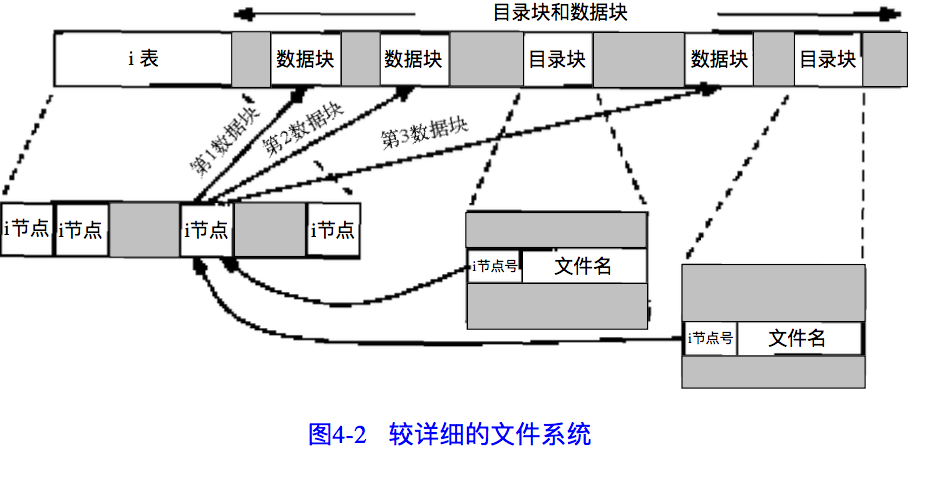 目录块和数据块
i 表
数据块
数据块
目录块
数据块
目录块
第1数据块
第2数据块
第3数据块
i节点
i节点
i节点
i节点
i节点号
文件名
i节点号
文件名
图4-2 较详细的文件系统